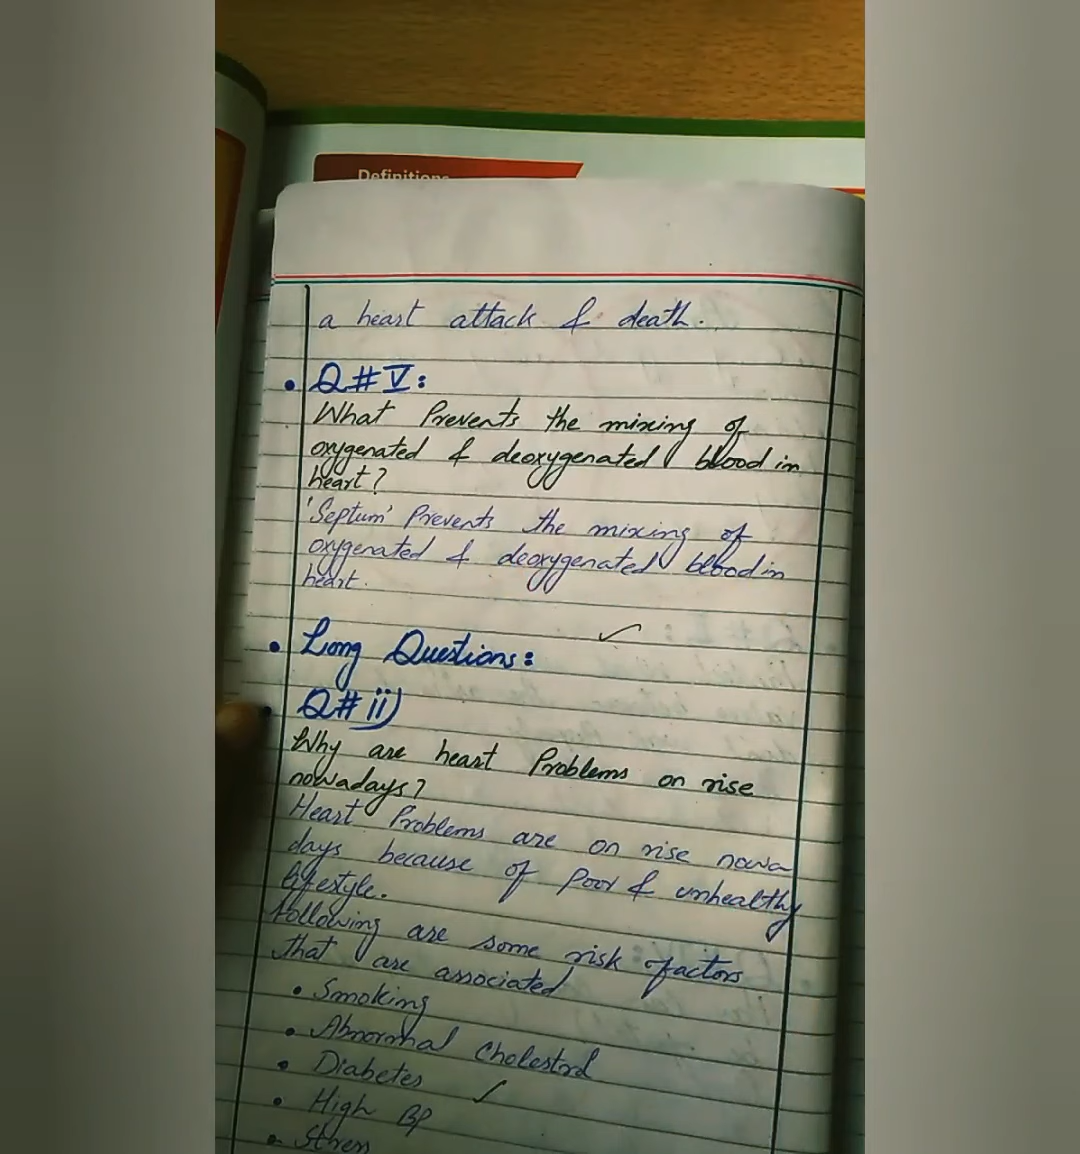 Definitions
a heart attack & death.
• Q#V:
What Prevents the mixing of
oxygenated & deoxygenated blood in
heart?
'Septum' Prevents the mixing of
oxygenated & deoxygenated blood in
heart.
• Long Questions:
Q# ii)
Why are heart Problems on rise
nowadays?
Heart Problems are on rise nowa
days because of Poor & unhealthy
lifestyle.
following are some risk factors
that are associated
• Smoking
• Abnormal Cholestrol
• Diabetes
• High BP
• Stress